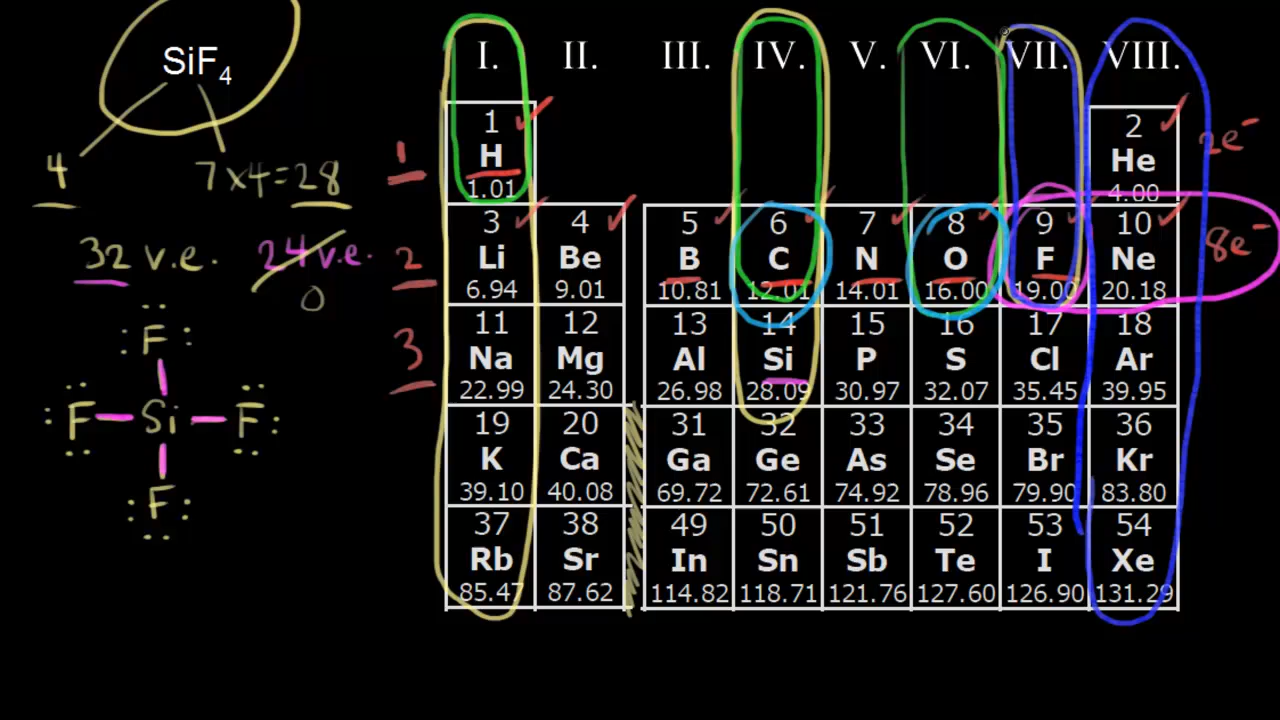 SiF4
4 7×4=28
32 v.e. 24 v.e.
0
F
F Si F
F
I. II. III. IV. V. VI. VII. VIII.
1 1 2 2e-
H He
1.01 4.00
2 3 4 5 6 7 8 9 10 8e-
Li Be B C N O F Ne
6.94 9.01 10.81 12.01 14.01 16.00 19.00 20.18
3 11 12 13 14 15 16 17 18
Na Mg Al Si P S Cl Ar
22.99 24.30 26.98 28.09 30.97 32.07 35.45 39.95
19 20 31 32 33 34 35 36
K Ca Ga Ge As Se Br Kr
39.10 40.08 69.72 72.61 74.92 78.96 79.90 83.80
37 38 49 50 51 52 53 54
Rb Sr In Sn Sb Te I Xe
85.47 87.62 114.82 118.71 121.76 127.60 126.90 131.29